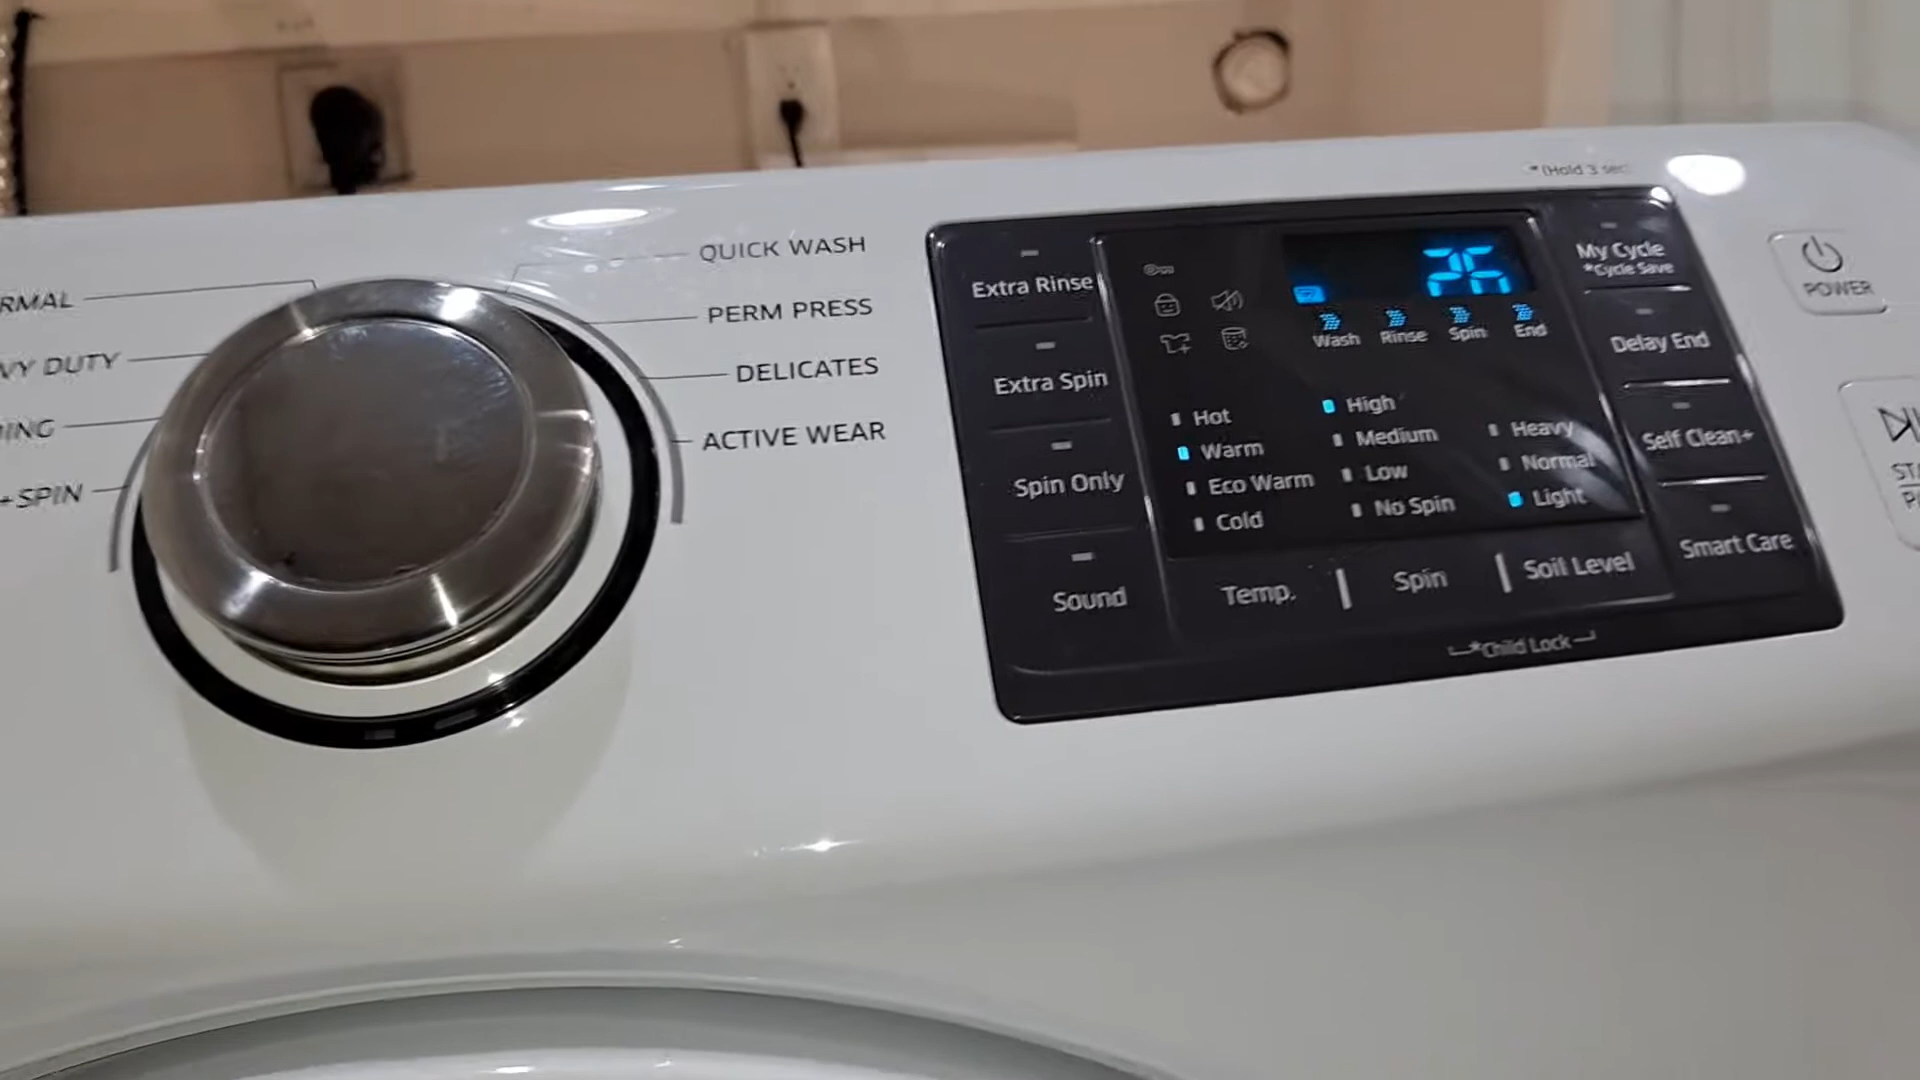 RMAL
VY DUTY
+SPIN
QUICK WASH
PERM PRESS
DELICATES
ACTIVE WEAR
Extra Rinse
Extra Spin
Spin Only
Sound
26
Wash Rinse Spin End
Hot
Warm
Eco Warm
Cold
High
Medium
Low
No Spin
Heavy
Normal
Light
Temp. Spin Soil Level
*Child Lock
*(Hold 3 sec
My Cycle
*Cycle Save
Delay End
Self Clean+
Smart Care
POWER